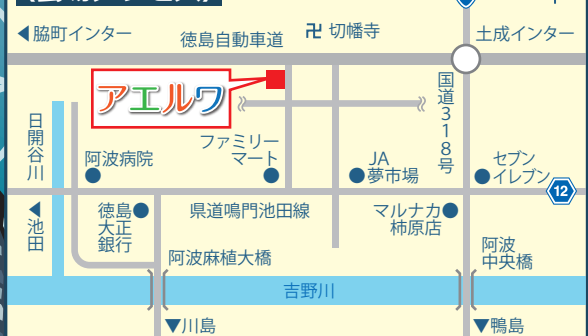 ◀脇町インター
徳島自動車道
卍 切幡寺
土成インター
アエルワ
国道318号
日開谷川
阿波病院
ファミリー
マート
JA
夢市場
セブン
イレブン
12
◀池田
徳島
大正
銀行
県道鳴門池田線
マルナカ
柿原店
阿波麻植大橋
阿波
中央橋
吉野川
▼川島
▼鴨島